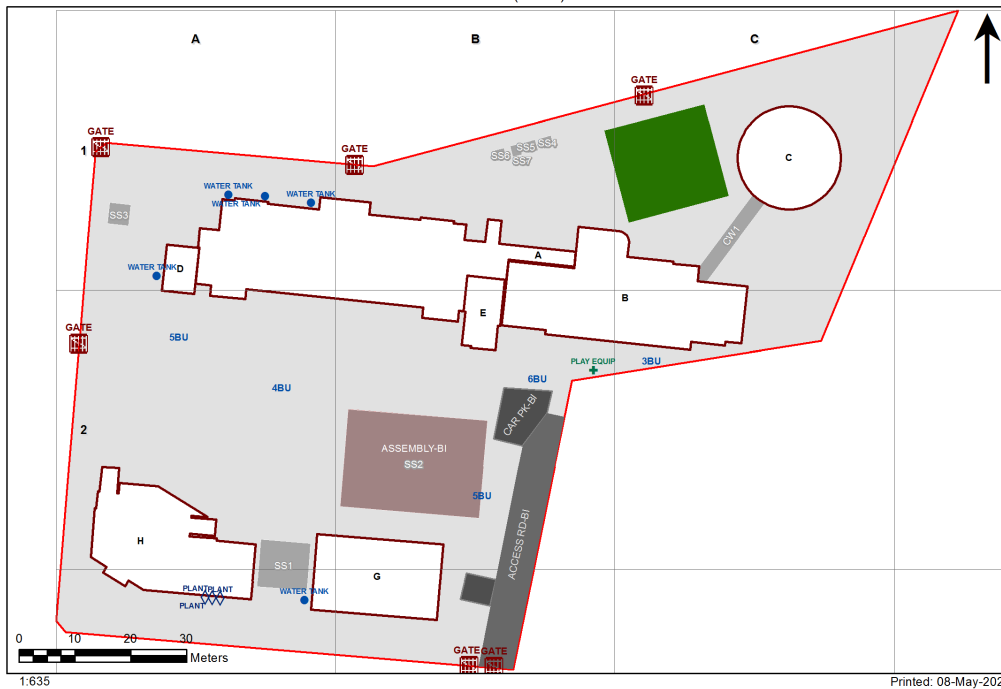 A
B
C
GATE
GATE
GATE
1
C
SS6
SS5
SS4
SS7
WATER TANK
WATER TANK
WATER TANK
SS3
CW1
A
WATER TANK
D
B
E
GATE
5BU
PLAY EQUIP
3BU
6BU
4BU
CAR PK-BI
2
ASSEMBLY-BI
SS2
5BU
ACCESS RD-BI
H
SS1
G
PLANT
PLANT
WATER TANK
PLANT
0 10 20 30
Meters
GATE
GATE
1:635
Printed: 08-May-202